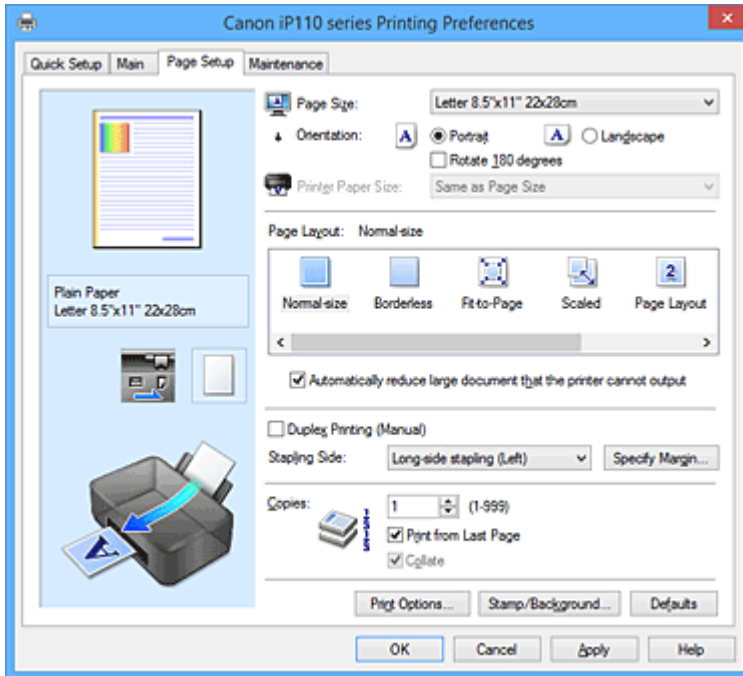 Canon iP110 series Printing Preferences
Quick Setup Main Page Setup Maintenance
Page Size: Letter 8.5"x11" 22x28cm
Orientation: A Portrait A Landscape
Rotate 180 degrees
Printer Paper Size: Same as Page Size
Page Layout: Normal-size
2
Normal-size Borderless Fit-to-Page Scaled Page Layout
Plain Paper
Letter 8.5"x11" 22x28cm
Automatically reduce large document that the printer cannot output
Duplex Printing (Manual)
Stapling Side: Long-side stapling (Left) Specify Margin...
Copies: 1 (1-999)
Print from Last Page
Collate
A
Print Options... Stamp/Background... Defaults
OK Cancel Apply Help